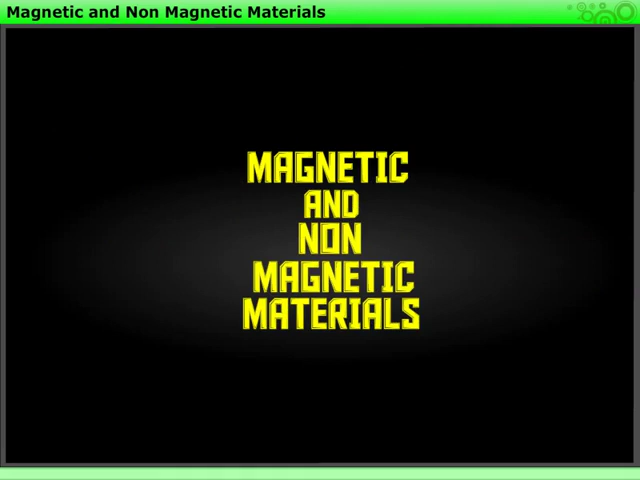 Magnetic and Non Magnetic Materials
MAGNETIC
AND
NON
MAGNETIC
MATERIALS